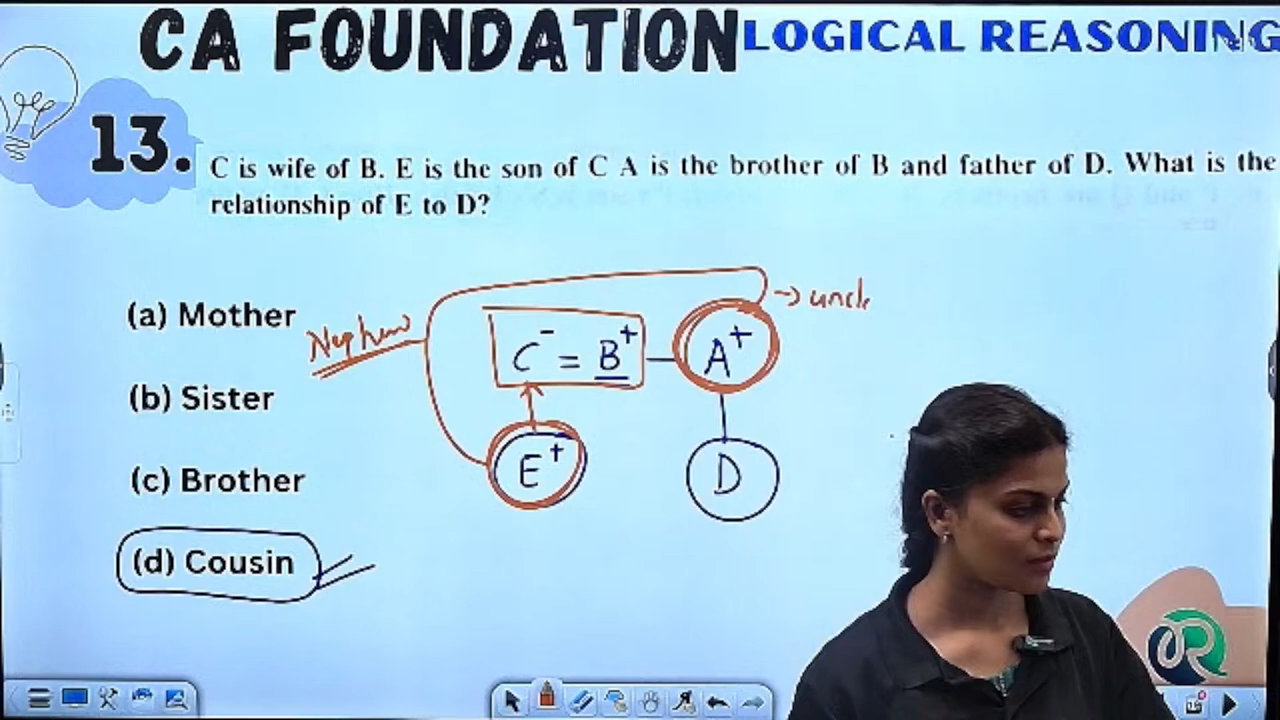 CA FOUNDATION LOGICAL REASONING
13.
C is wife of B. E is the son of C A is the brother of B and father of D. What is the
relationship of E to D?
(a) Mother
Nephew
C⁻ = B⁺ — A⁺ → uncle
(b) Sister
E⁺ D
(c) Brother
(d) Cousin